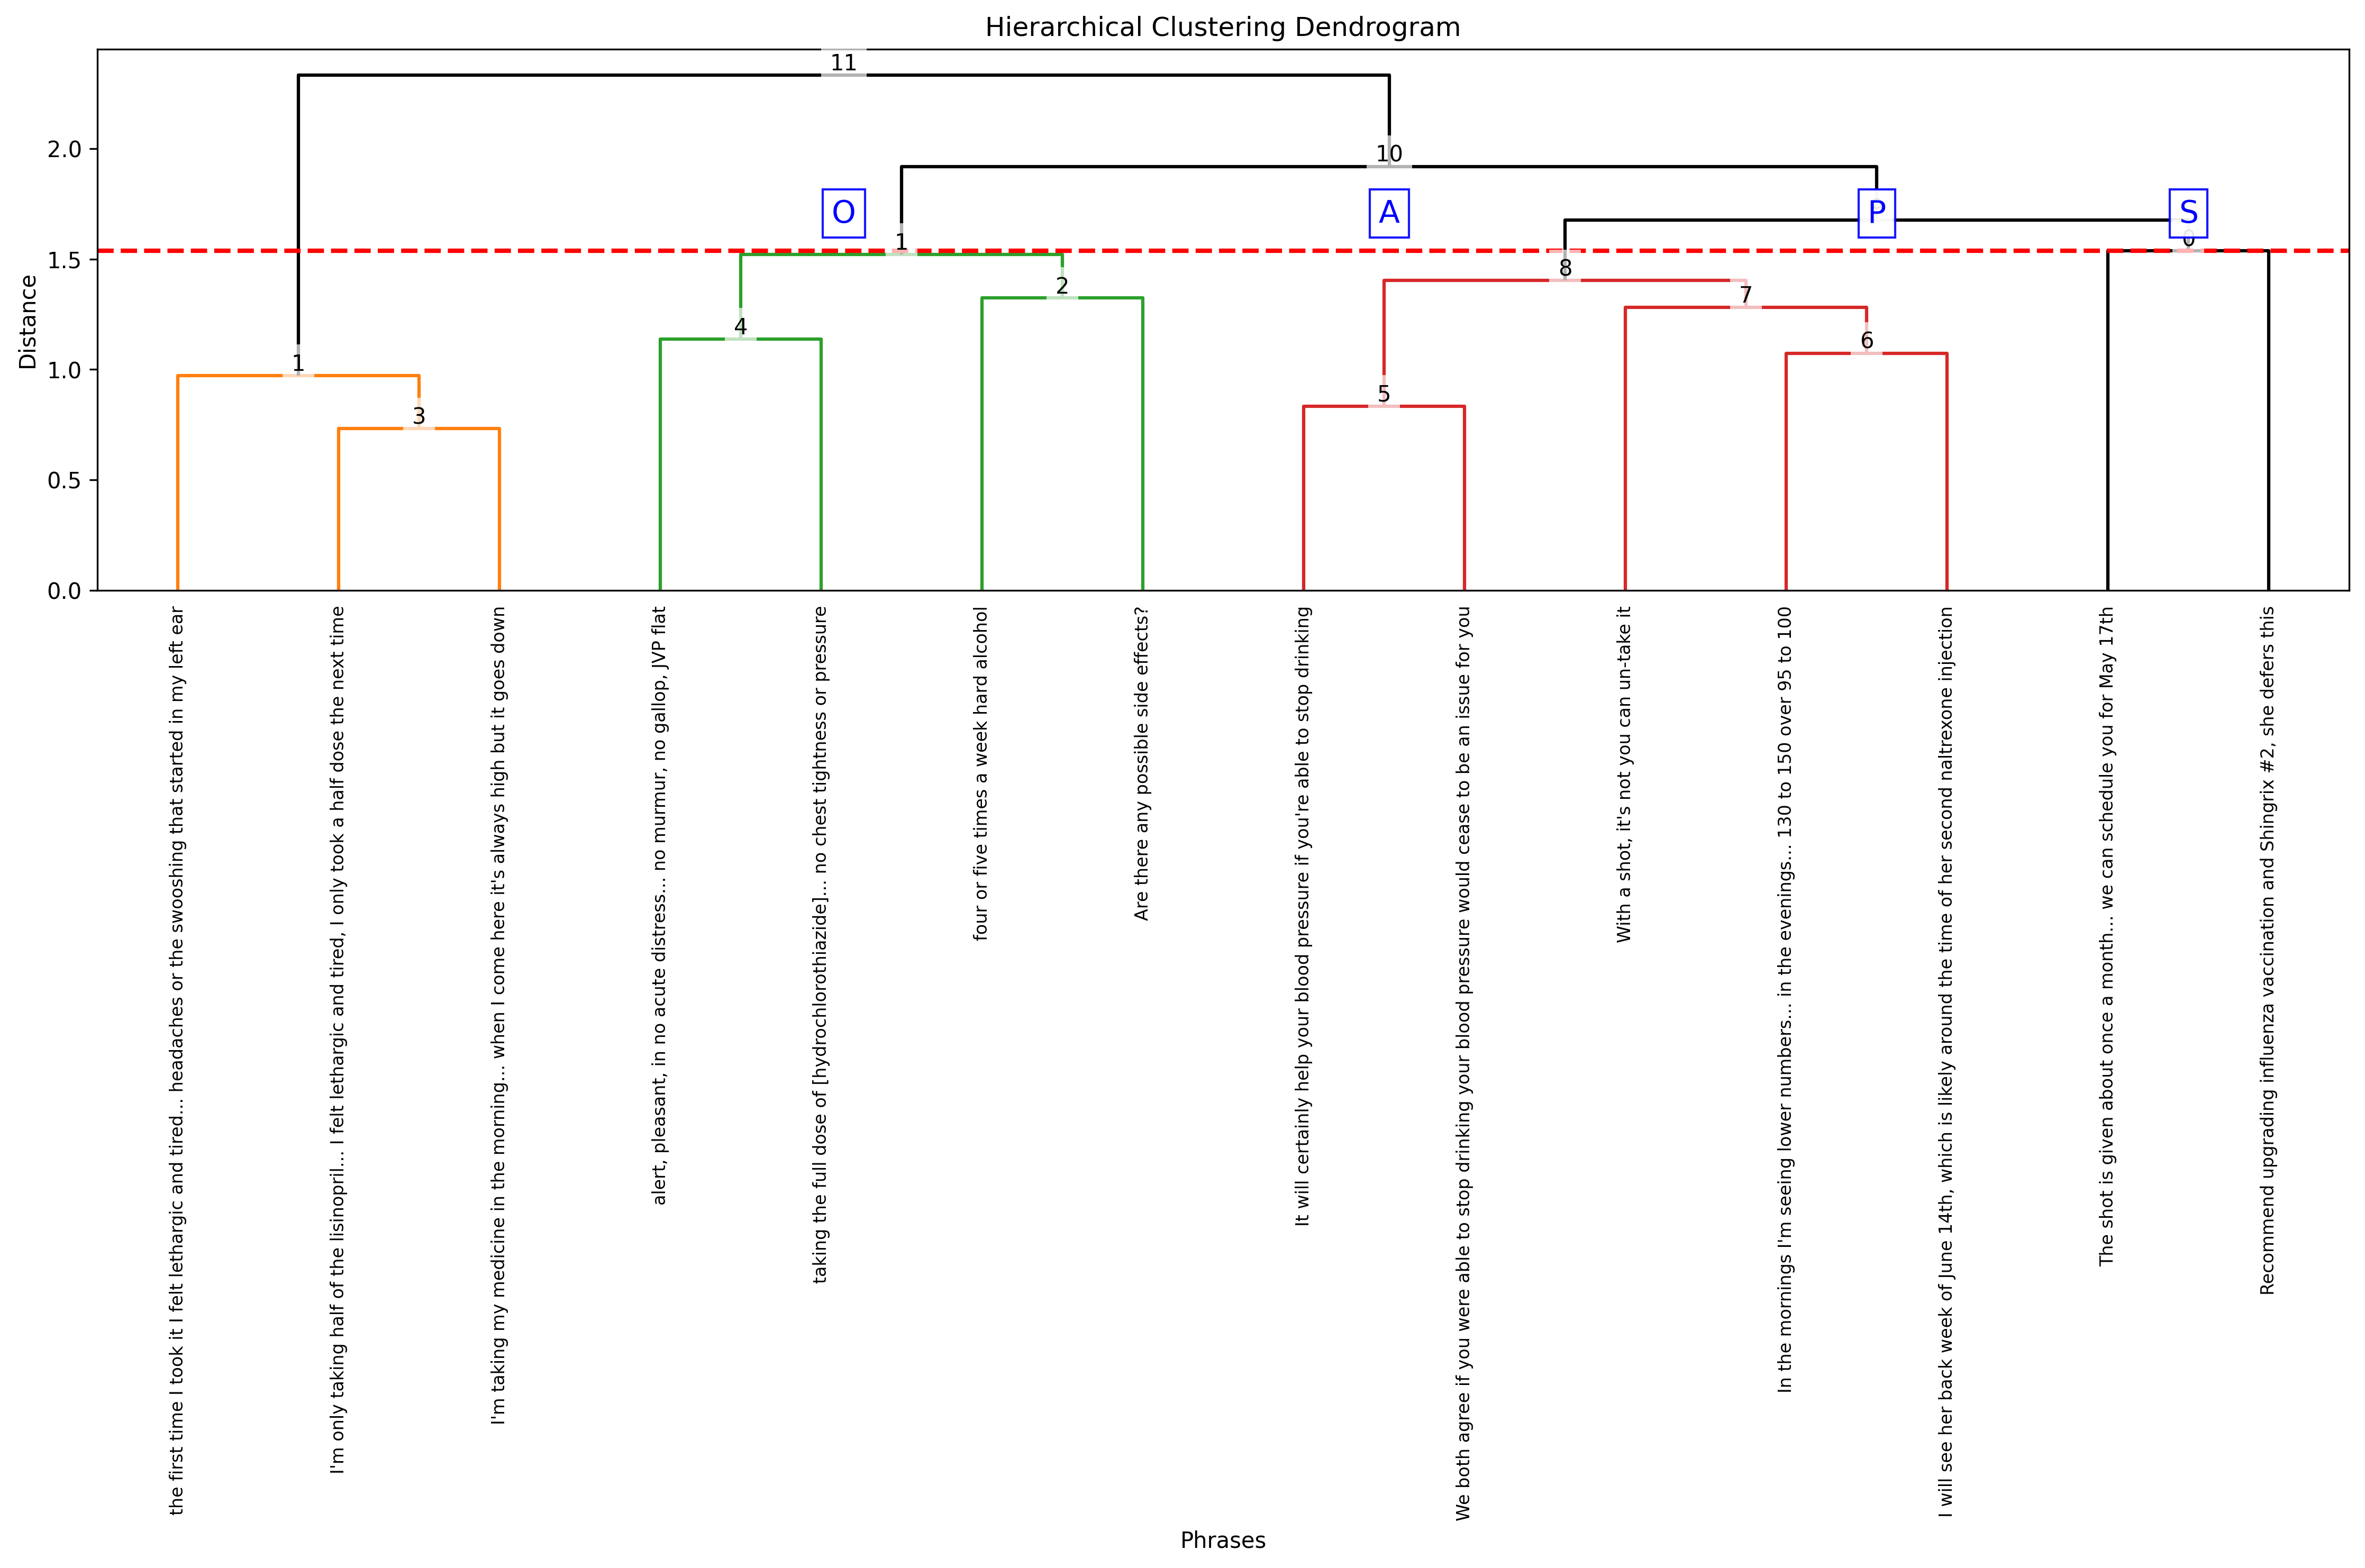 Hierarchical Clustering Dendrogram
11
10
O
A
P
S
1
8
2
7
4
6
1
5
3
Distance
2.0
1.5
1.0
0.5
0.0
the first time I took it I felt lethargic and tired... headaches or the swooshing that started in my left ear
I'm only taking half of the lisinopril... I felt lethargic and tired, I only took a half dose the next time
I'm taking my medicine in the morning... when I come here it's always high but it goes down
alert, pleasant, in no acute distress... no murmur, no gallop, JVP flat
taking the full dose of [hydrochlorothiazide]... no chest tightness or pressure
four or five times a week hard alcohol
Are there any possible side effects?
It will certainly help your blood pressure if you're able to stop drinking
We both agree if you were able to stop drinking your blood pressure would cease to be an issue for you
With a shot, it's not you can un-take it
In the mornings I'm seeing lower numbers... in the evenings... 130 to 150 over 95 to 100
I will see her back week of June 14th, which is likely around the time of her second naltrexone injection
The shot is given about once a month... we can schedule you for May 17th
Recommend upgrading influenza vaccination and Shingrix #2, she defers this
Phrases